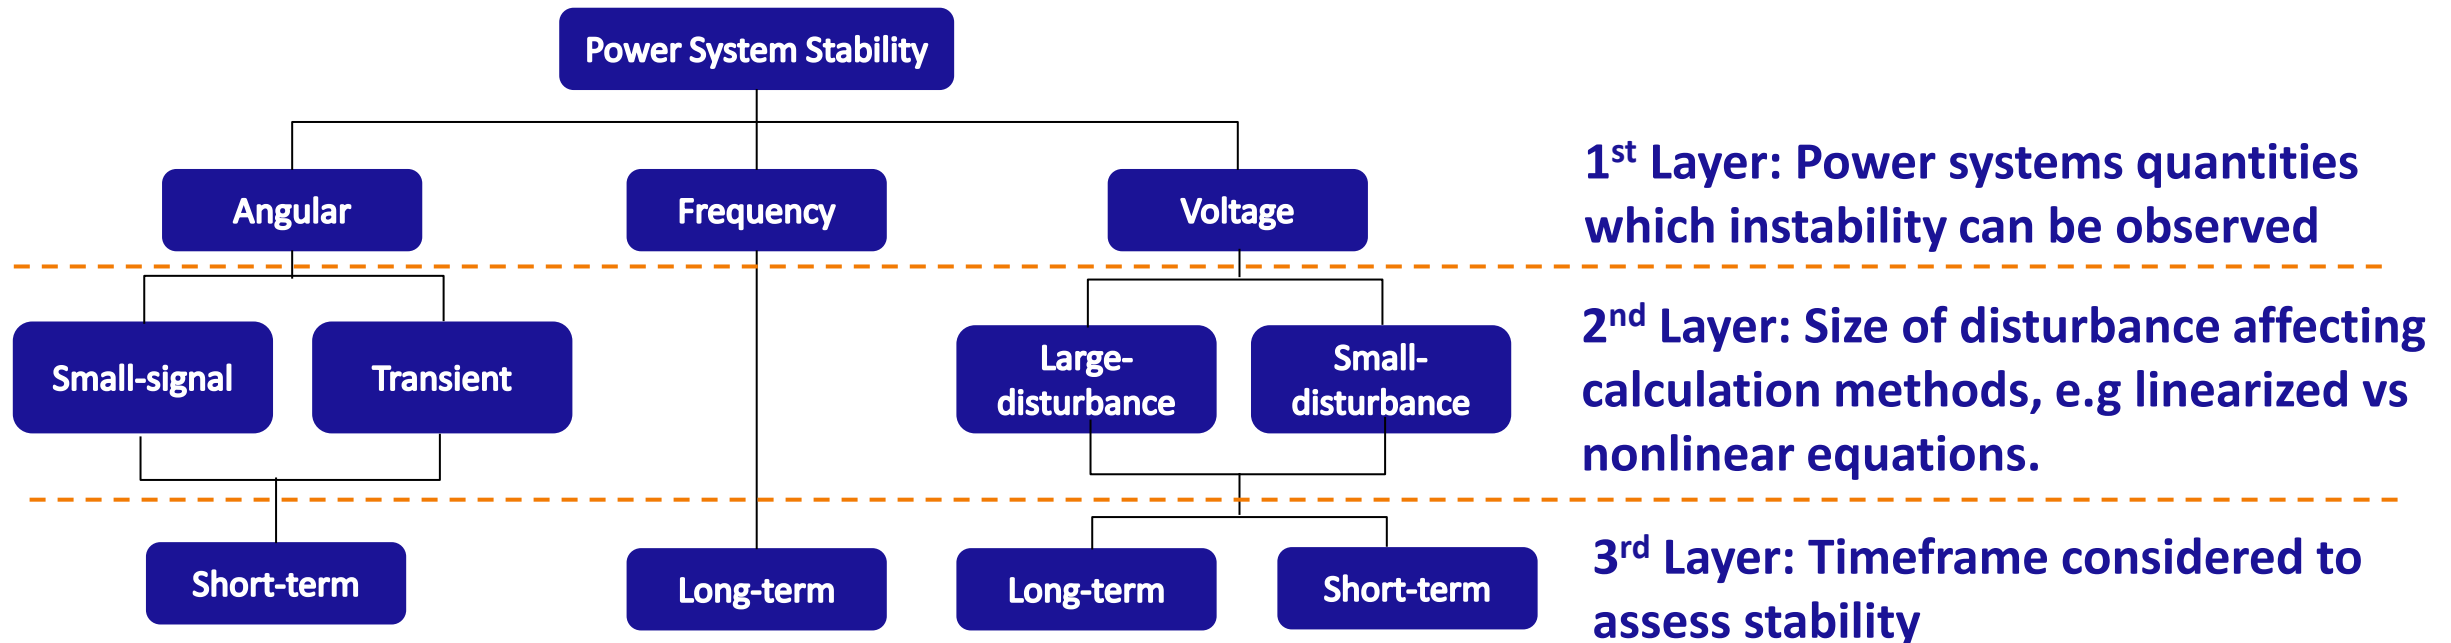 Power System Stability
Angular
Frequency
Voltage
1st Layer: Power systems quantities
which instability can be observed
Small-signal
Transient
Large-
disturbance
Small-
disturbance
2nd Layer: Size of disturbance affecting
calculation methods, e.g linearized vs
nonlinear equations.
Short-term
Long-term
Long-term
Short-term
3rd Layer: Timeframe considered to
assess stability